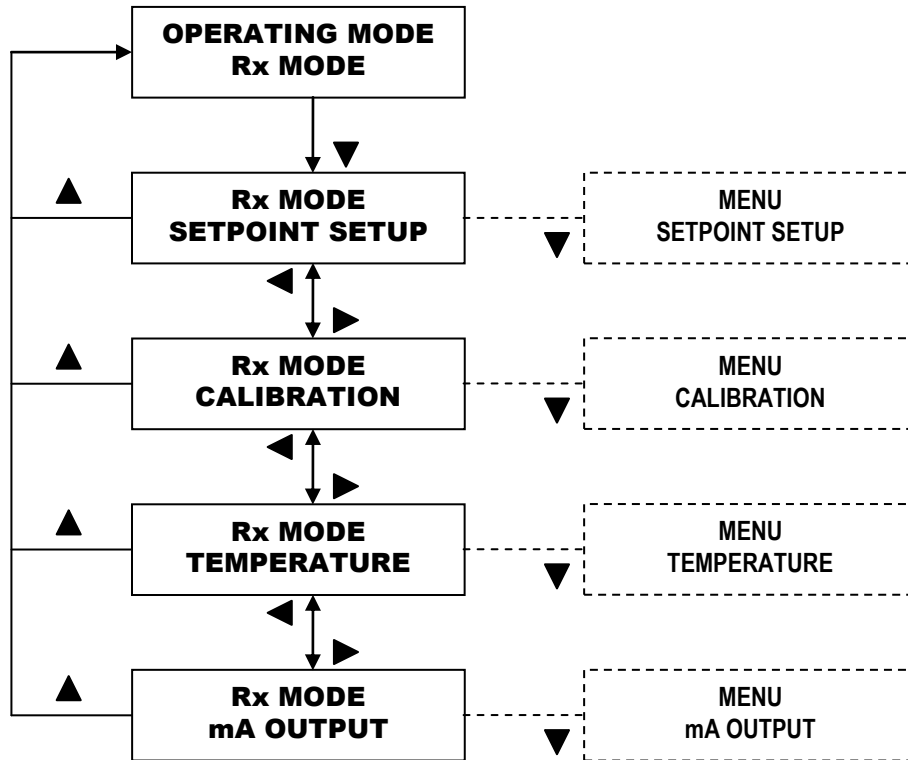 OPERATING MODE
Rx MODE
Rx MODE
SETPOINT SETUP
MENU
SETPOINT SETUP
Rx MODE
CALIBRATION
MENU
CALIBRATION
Rx MODE
TEMPERATURE
MENU
TEMPERATURE
Rx MODE
mA OUTPUT
MENU
mA OUTPUT